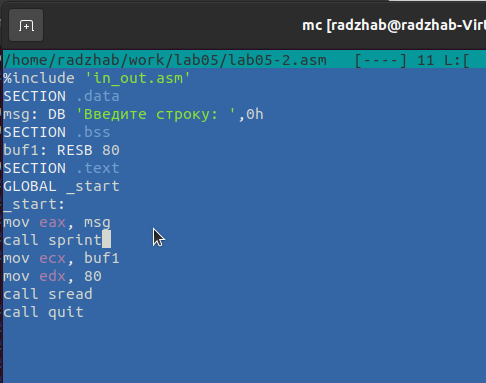 mc [radzhab@radzhab-Virt
/home/radzhab/work/lab05/lab05-2.asm [----] 11 L:[
%include 'in_out.asm'
SECTION .data
msg: DB 'Введите строку: ',0h
SECTION .bss
buf1: RESB 80
SECTION .text
GLOBAL _start
_start:
mov eax, msg
call sprint
mov ecx, buf1
mov edx, 80
call sread
call quit